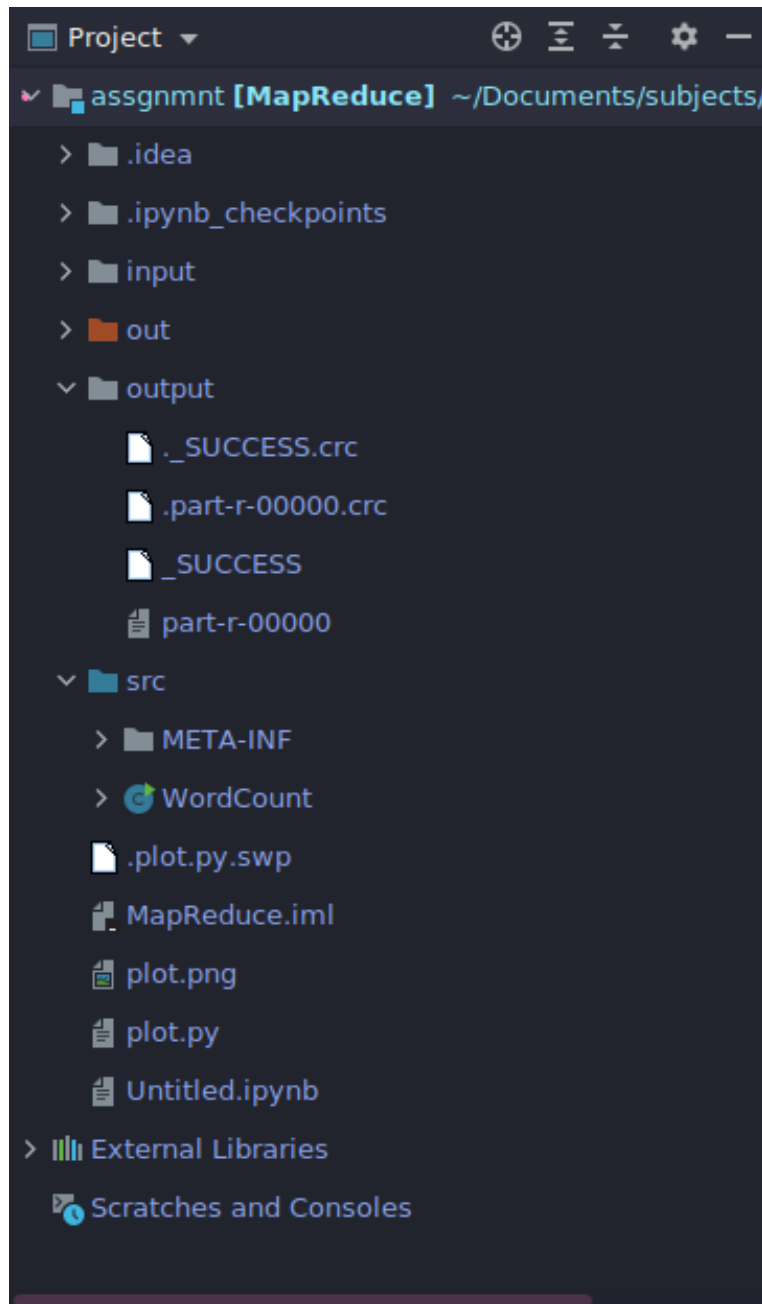 Project
assgnmnt [MapReduce] ~/Documents/subjects/
.idea
.ipynb_checkpoints
input
out
output
._SUCCESS.crc
.part-r-00000.crc
_SUCCESS
part-r-00000
src
META-INF
WordCount
.plot.py.swp
MapReduce.iml
plot.png
plot.py
Untitled.ipynb
External Libraries
Scratches and Consoles